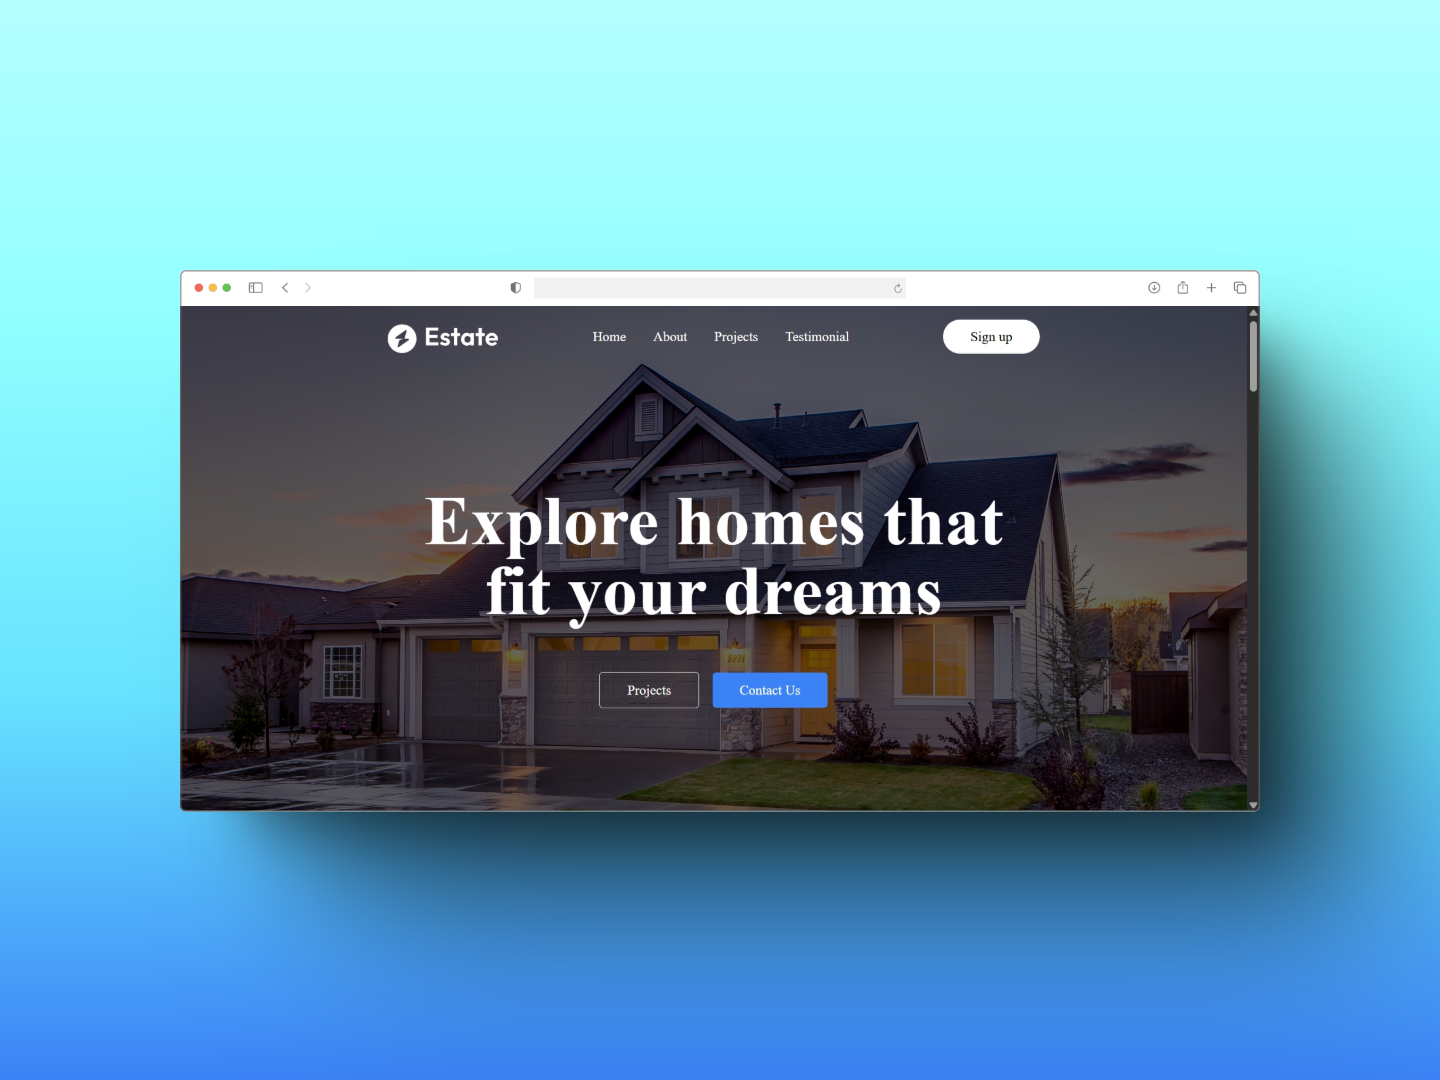 Estate
Home About Projects Testimonial
Sign up
Explore homes that
fit your dreams
Projects Contact Us